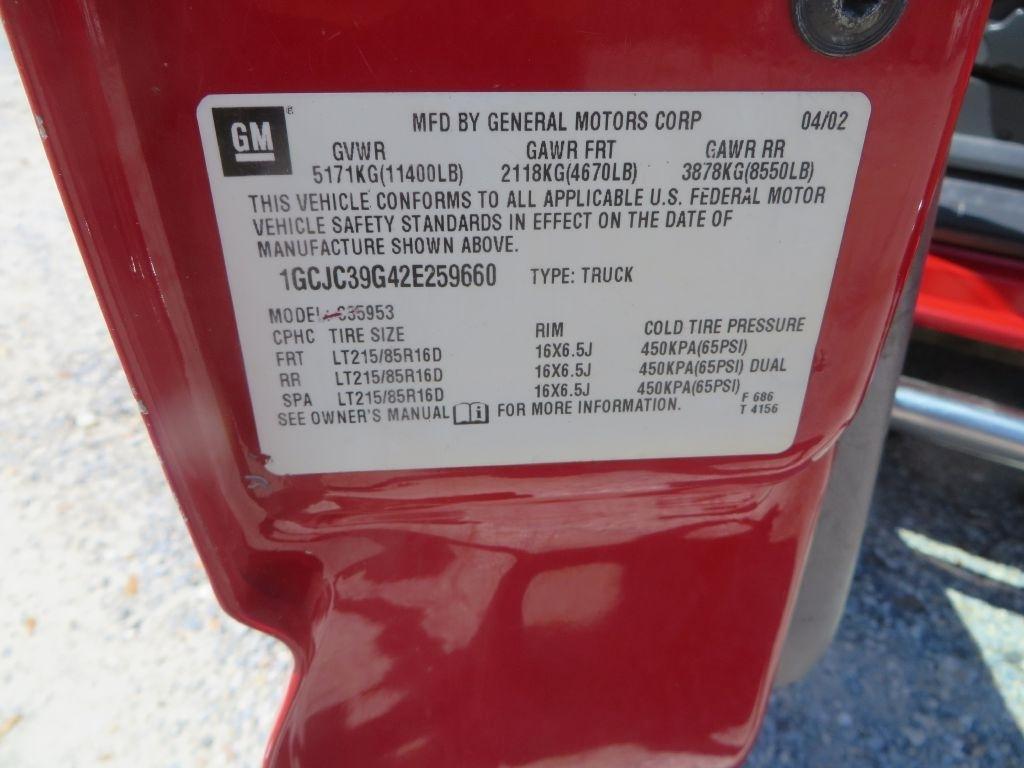 GM
MFD BY GENERAL MOTORS CORP 04/02
GVWR GAWR FRT GAWR RR
5171KG(11400LB) 2118KG(4670LB) 3878KG(8550LB)
THIS VEHICLE CONFORMS TO ALL APPLICABLE U.S. FEDERAL MOTOR
VEHICLE SAFETY STANDARDS IN EFFECT ON THE DATE OF
MANUFACTURE SHOWN ABOVE.
1GCJC39G42E259660 TYPE: TRUCK
MODEL: C35953
CPHC TIRE SIZE RIM COLD TIRE PRESSURE
FRT LT215/85R16D 16X6.5J 450KPA(65PSI)
RR LT215/85R16D 16X6.5J 450KPA(65PSI) DUAL
SPA LT215/85R16D 16X6.5J 450KPA(65PSI) F 686
SEE OWNER'S MANUAL FOR MORE INFORMATION. T 4156